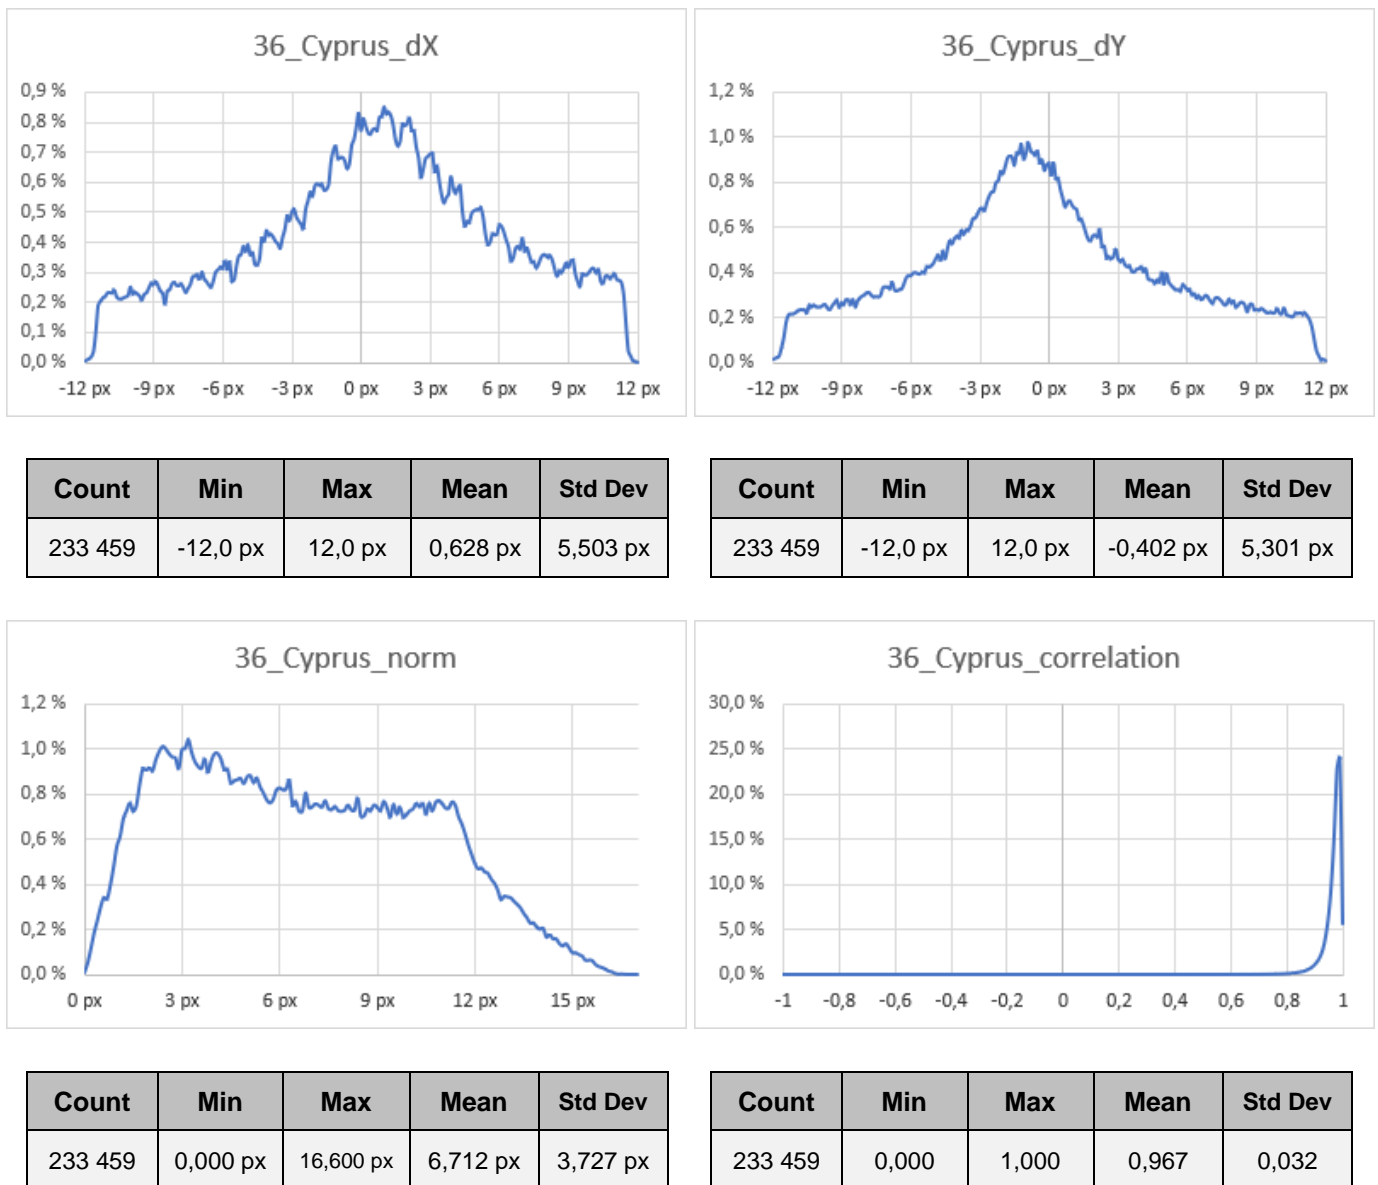 36_Cyprus_dX
0,9 %
0,8 %
0,7 %
0,6 %
0,5 %
0,4 %
0,3 %
0,2 %
0,1 %
0,0 %
-12 px -9 px -6 px -3 px 0 px 3 px 6 px 9 px 12 px
36_Cyprus_dY
1,2 %
1,0 %
0,8 %
0,6 %
0,4 %
0,2 %
0,0 %
-12 px -9 px -6 px -3 px 0 px 3 px 6 px 9 px 12 px
Count Min Max Mean Std Dev
233 459 -12,0 px 12,0 px 0,628 px 5,503 px
Count Min Max Mean Std Dev
233 459 -12,0 px 12,0 px -0,402 px 5,301 px
36_Cyprus_norm
1,2 %
1,0 %
0,8 %
0,6 %
0,4 %
0,2 %
0,0 %
0 px 3 px 6 px 9 px 12 px 15 px
36_Cyprus_correlation
30,0 %
25,0 %
20,0 %
15,0 %
10,0 %
5,0 %
0,0 %
-1 -0,8 -0,6 -0,4 -0,2 0 0,2 0,4 0,6 0,8 1
Count Min Max Mean Std Dev
233 459 0,000 px 16,600 px 6,712 px 3,727 px
Count Min Max Mean Std Dev
233 459 0,000 1,000 0,967 0,032